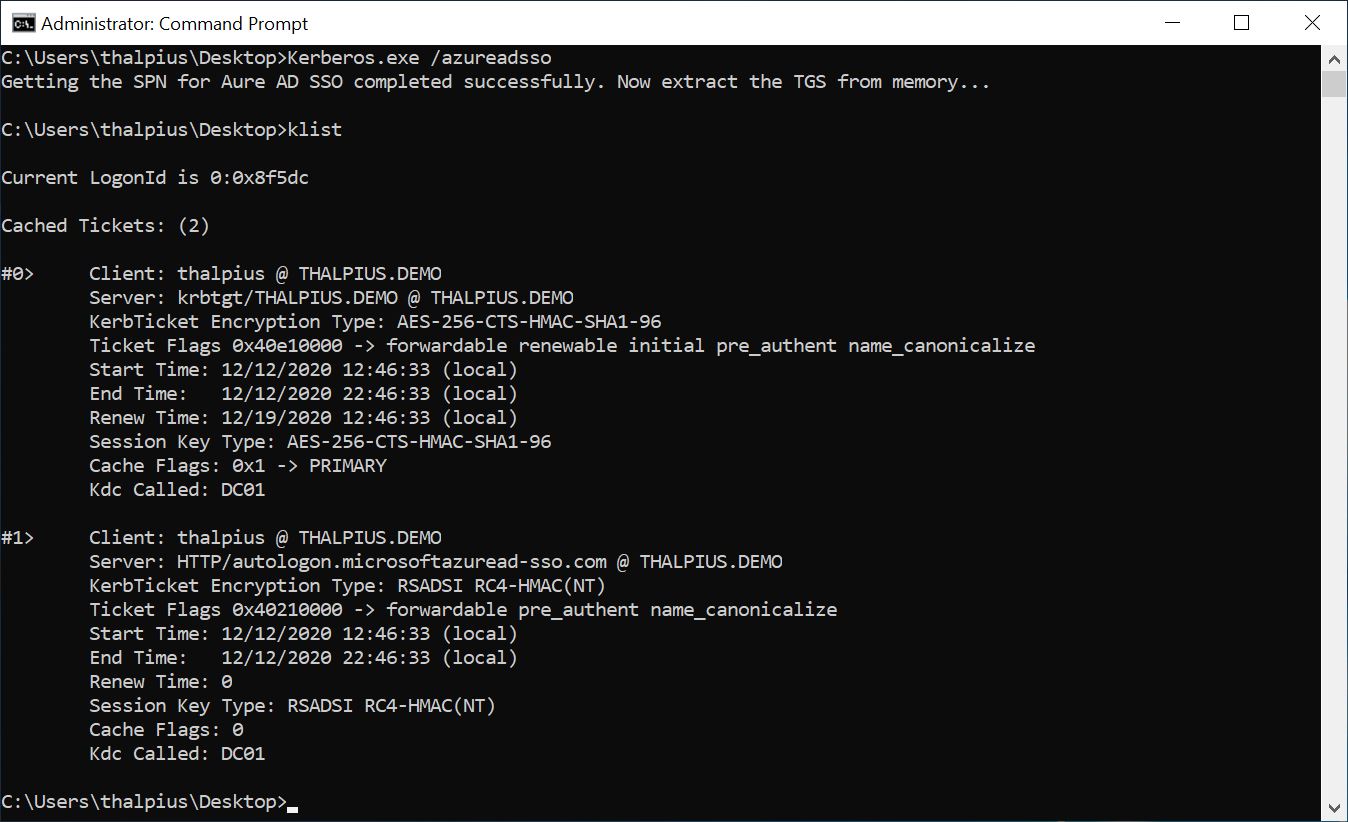 Administrator: Command Prompt
C:\Users\thalpius\Desktop>Kerberos.exe /azureadsso
Getting the SPN for Aure AD SSO completed successfully. Now extract the TGS from memory...
C:\Users\thalpius\Desktop>klist
Current LogonId is 0:0x8f5dc
Cached Tickets: (2)
#0>     Client: thalpius @ THALPIUS.DEMO
        Server: krbtgt/THALPIUS.DEMO @ THALPIUS.DEMO
        KerbTicket Encryption Type: AES-256-CTS-HMAC-SHA1-96
        Ticket Flags 0x40e10000 -> forwardable renewable initial pre_authent name_canonicalize
        Start Time: 12/12/2020 12:46:33 (local)
        End Time:   12/12/2020 22:46:33 (local)
        Renew Time: 12/19/2020 12:46:33 (local)
        Session Key Type: AES-256-CTS-HMAC-SHA1-96
        Cache Flags: 0x1 -> PRIMARY
        Kdc Called: DC01
#1>     Client: thalpius @ THALPIUS.DEMO
        Server: HTTP/autologon.microsoftazuread-sso.com @ THALPIUS.DEMO
        KerbTicket Encryption Type: RSADSI RC4-HMAC(NT)
        Ticket Flags 0x40210000 -> forwardable pre_authent name_canonicalize
        Start Time: 12/12/2020 12:46:33 (local)
        End Time:   12/12/2020 22:46:33 (local)
        Renew Time: 0
        Session Key Type: RSADSI RC4-HMAC(NT)
        Cache Flags: 0
        Kdc Called: DC01
C:\Users\thalpius\Desktop>